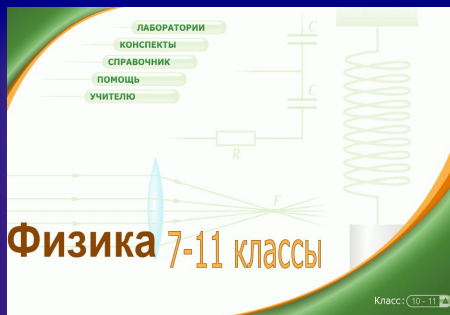 ЛАБОРАТОРИИ
КОНСПЕКТЫ
СПРАВОЧНИК
ПОМОЩЬ
УЧИТЕЛЮ
C
C
R
F
Физика 7-11 классы
Класс: 10 - 11